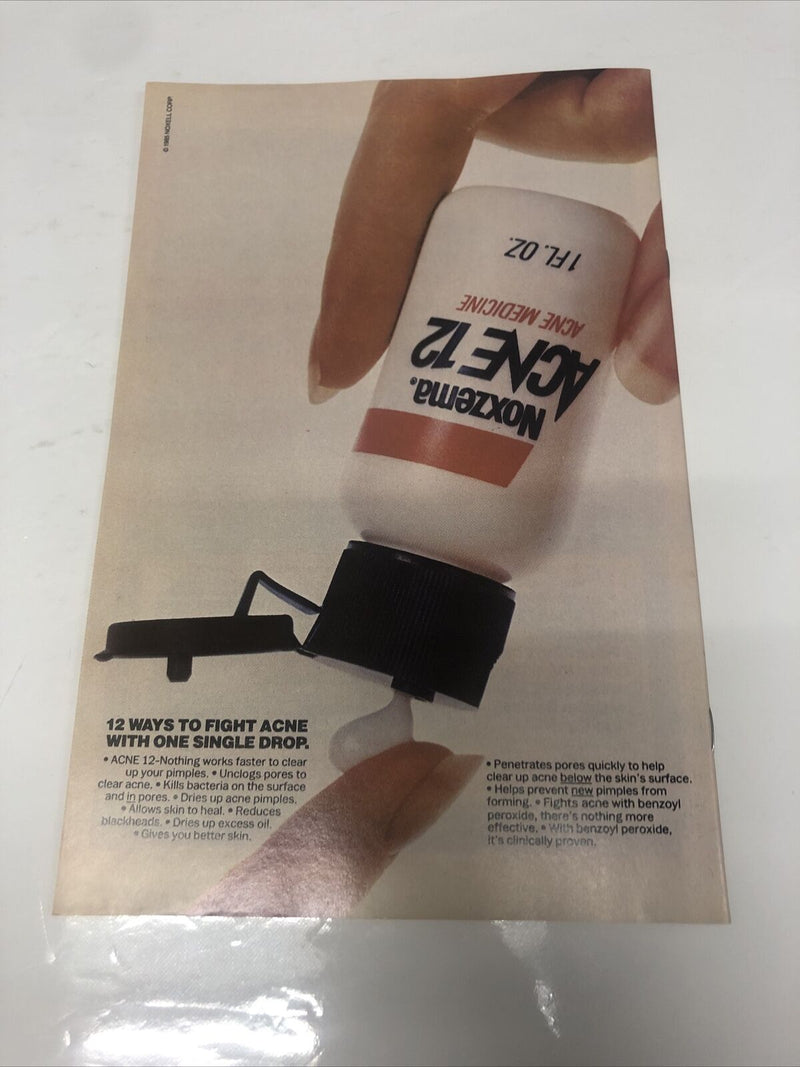 © 1985 NOXELL CORP.
1 FL. OZ.
ACNE MEDICINE
ACNE 12
Noxzema.
12 WAYS TO FIGHT ACNE
WITH ONE SINGLE DROP.
• ACNE 12-Nothing works faster to clear
up your pimples. • Unclogs pores to
clear acne. • Kills bacteria on the surface
and in pores. • Dries up acne pimples.
• Allows skin to heal. • Reduces
blackheads. • Dries up excess oil.
• Gives you better skin.
• Penetrates pores quickly to help
clear up acne below the skin's surface.
• Helps prevent new pimples from
forming. • Fights acne with benzoyl
peroxide, there's nothing more
effective. • With benzoyl peroxide,
it's clinically proven.